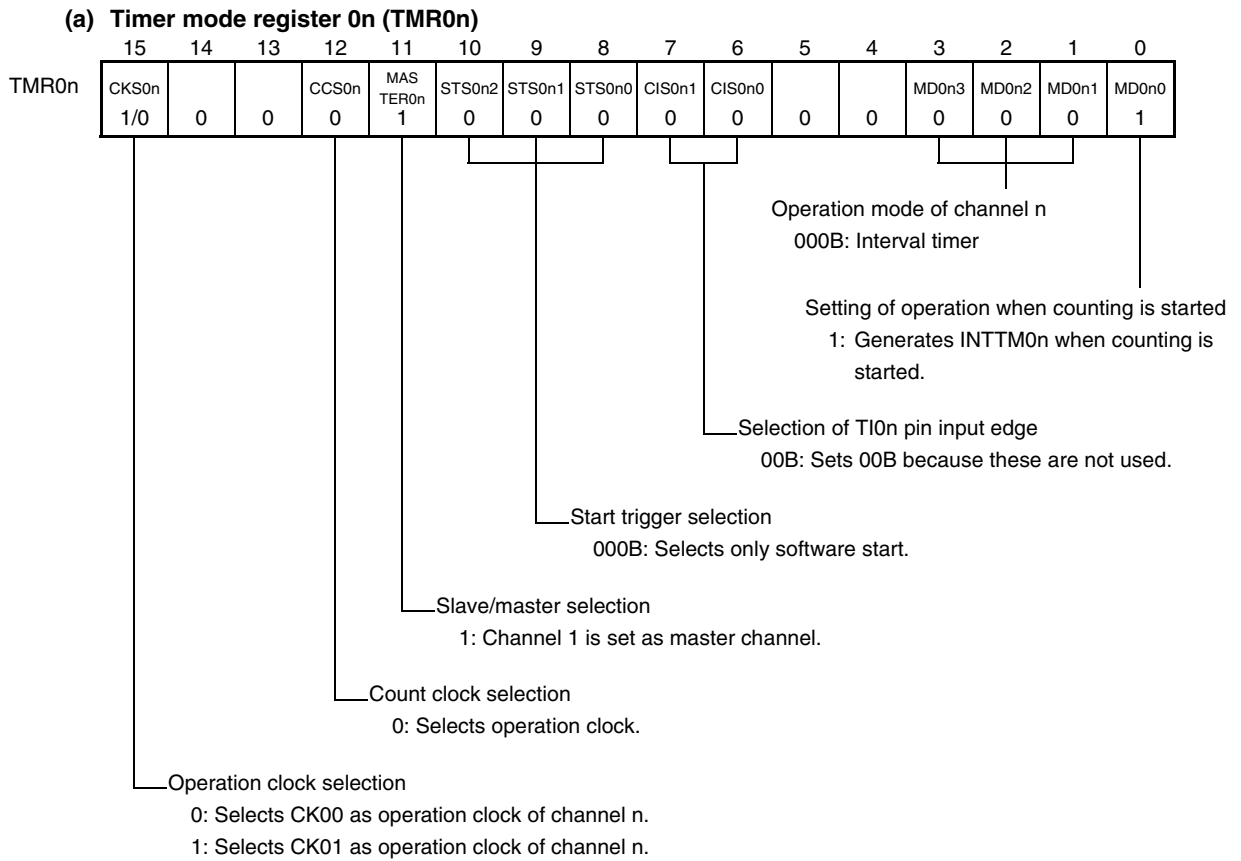 (a) Timer mode register 0n (TMR0n)
15 14 13 12 11 10 9 8 7 6 5 4 3 2 1 0
TMR0n CKS0n CCS0n MAS TER0n STS0n2 STS0n1 STS0n0 CIS0n1 CIS0n0 MD0n3 MD0n2 MD0n1 MD0n0
1/0 0 0 0 1 0 0 0 0 0 0 0 0 0 0 1
Operation mode of channel n
000B: Interval timer
Setting of operation when counting is started
1: Generates INTTM0n when counting is
started.
Selection of TI0n pin input edge
00B: Sets 00B because these are not used.
Start trigger selection
000B: Selects only software start.
Slave/master selection
1: Channel 1 is set as master channel.
Count clock selection
0: Selects operation clock.
Operation clock selection
0: Selects CK00 as operation clock of channel n.
1: Selects CK01 as operation clock of channel n.